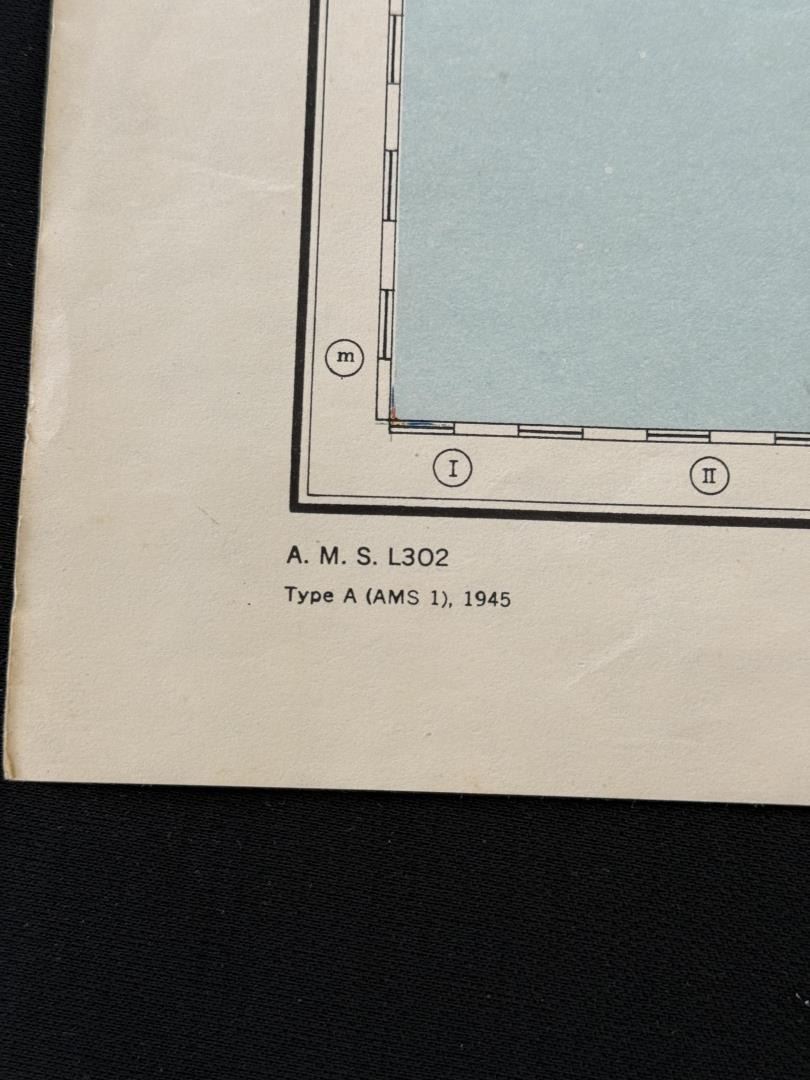 m
I II
A. M. S. L302
Type A (AMS 1), 1945